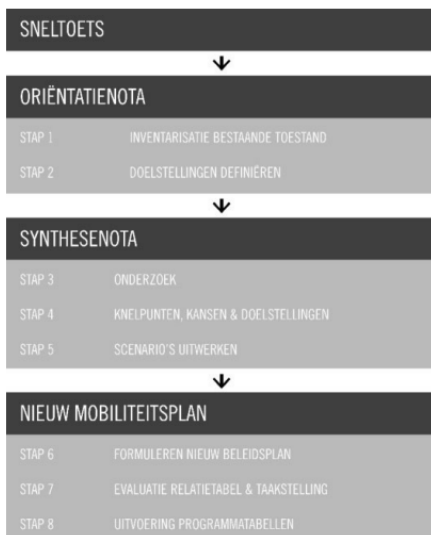 SNELTOETS
ORIËNTATIENOTA
STAP 1 INVENTARISATIE BESTAANDE TOESTAND
STAP 2 DOELSTELLINGEN DEFINIËREN
SYNTHESENOTA
STAP 3 ONDERZOEK
STAP 4 KNELPUNTEN, KANSEN & DOELSTELLINGEN
STAP 5 SCENARIO'S UITWERKEN
NIEUW MOBILITEITSPLAN
STAP 6 FORMULEREN NIEUW BELEIDSPLAN
STAP 7 EVALUATIE RELATIETABEL & TAAKSTELLING
STAP 8 UITVOERING PROGRAMMATABELLEN